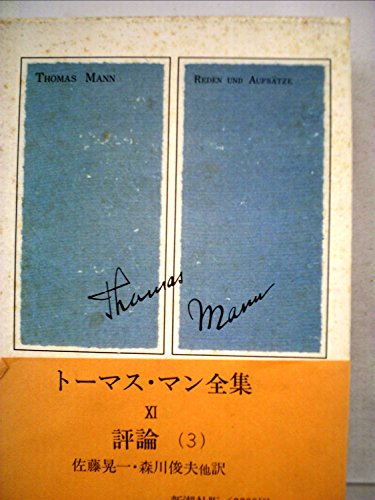 THOMAS MANN
REDEN UND AUFSÄTZE
Thomas
Mann
トーマス・マン全集
XI
評論 (3)
佐藤晃一・森川俊夫他訳